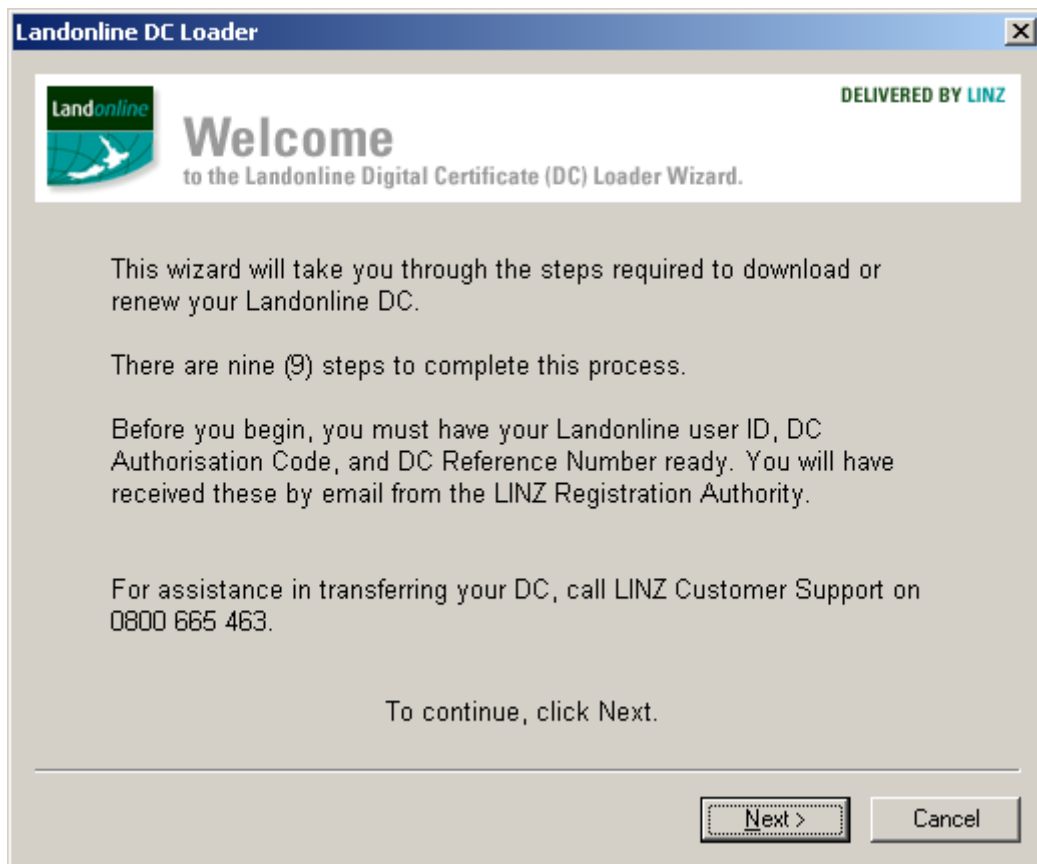 Landonline DC Loader
Landonline
DELIVERED BY LINZ
Welcome
to the Landonline Digital Certificate (DC) Loader Wizard.
This wizard will take you through the steps required to download or
renew your Landonline DC.
There are nine (9) steps to complete this process.
Before you begin, you must have your Landonline user ID, DC
Authorisation Code, and DC Reference Number ready. You will have
received these by email from the LINZ Registration Authority.
For assistance in transferring your DC, call LINZ Customer Support on
0800 665 463.
To continue, click Next.
Next >
Cancel